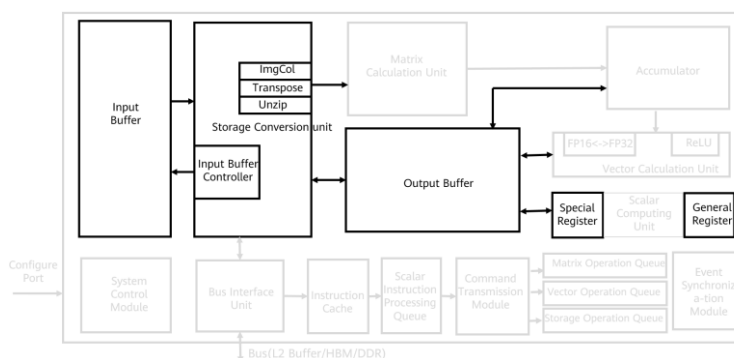 Input
Buffer
ImgCol
Transpose
Unzip
Storage Conversion unit
Input Buffer
Controller
Matrix
Calculation Unit
Accumulator
Output Buffer
FP16<->FP32
ReLU
Vector Calculation Unit
Special
Register
Scalar
Computing
Unit
General
Register
Configure
Port
System
Control
Module
Bus Interface
Unit
Instruction
Cache
Scalar
Instruction
Processing
Queue
Command
Transmission
Module
Matrix Operation Queue
Vector Operation Queue
Storage Operation Queue
Event
Synchroniz
a-tion
Module
Bus(L2 Buffer/HBM/DDR)